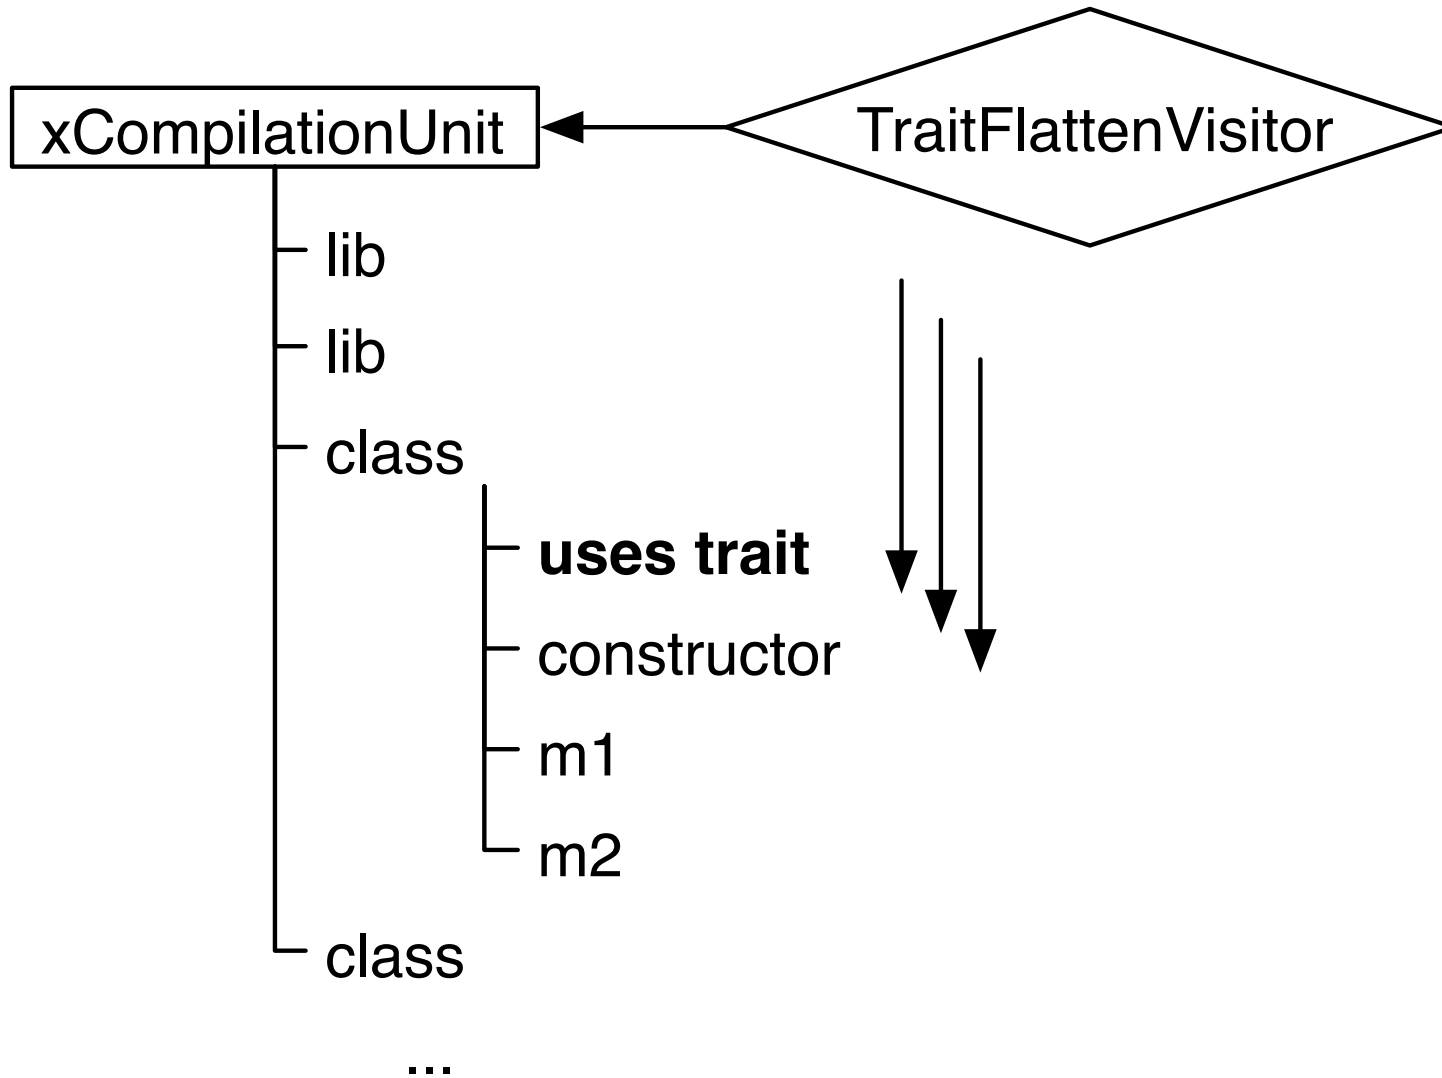 xCompilationUnit
TraitFlattenVisitor
lib
lib
class
uses trait
constructor
m1
m2
class
...